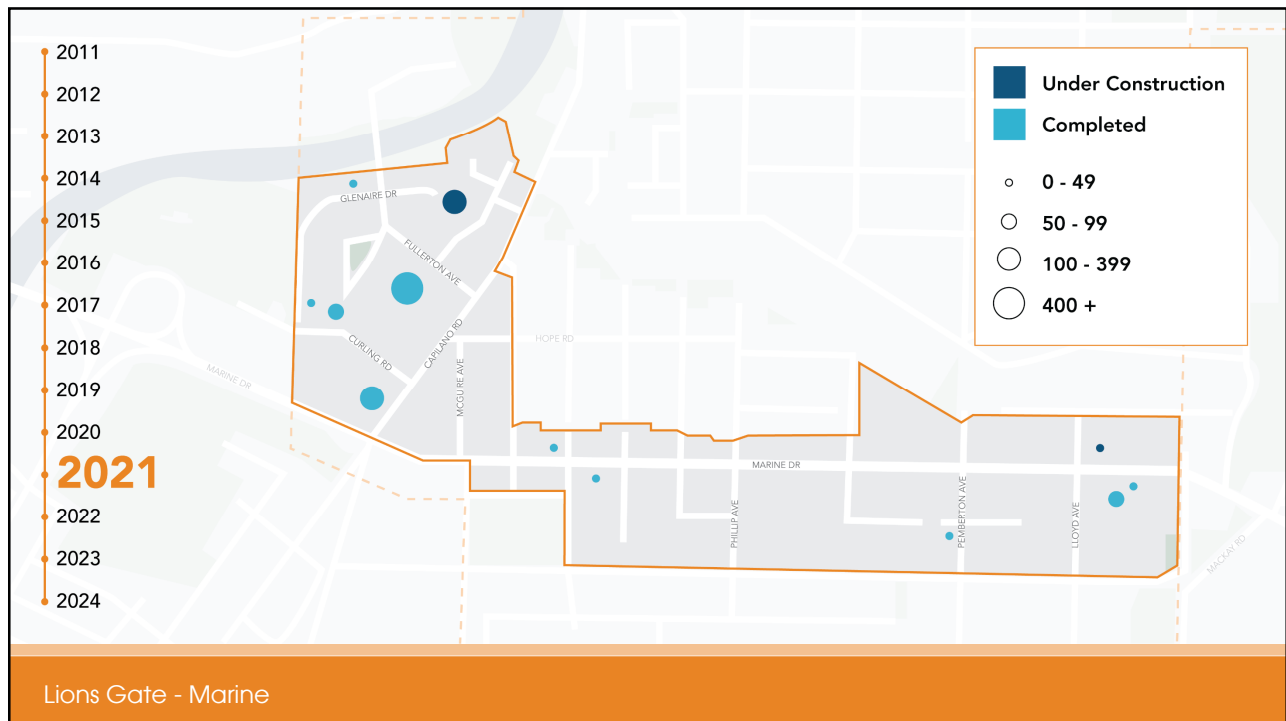 2011
2012
2013
2014
2015
2016
2017
2018
2019
2020
2021
2022
2023
2024
Under Construction
Completed
0 - 49
50 - 99
100 - 399
400 +
GLENAIRE DR
FULLERTON AVE
CAPILANO RD
CURLING RD
MCGUIRE AVE
HOPE RD
MARINE DR
MARINE DR
PHILLIP AVE
PEMBERTON AVE
LLOYD AVE
MACKAY RD
Lions Gate - Marine